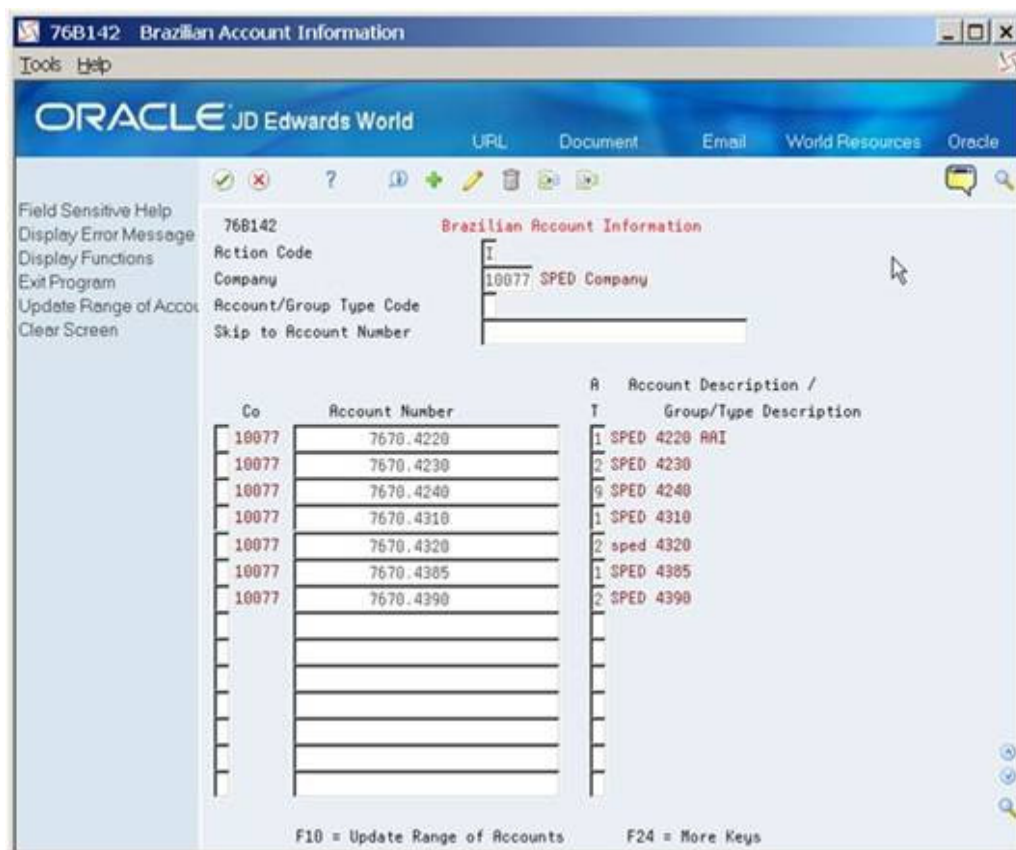 76B142 Brazilian Account Information
Tools Help
ORACLE JD Edwards World
URL Document Email World Resources Oracle
Field Sensitive Help
Display Error Message
Display Functions
Exit Program
Update Range of Accou
Clear Screen
76B142 Brazilian Account Information
Action Code I
Company 10077 SPED Company
Account/Group Type Code
Skip to Account Number
A Account Description /
Co Account Number T Group/Type Description
10077 7670.4220 1 SPED 4220 AAI
10077 7670.4230 2 SPED 4230
10077 7670.4240 9 SPED 4240
10077 7670.4310 1 SPED 4310
10077 7670.4320 2 sped 4320
10077 7670.4385 1 SPED 4385
10077 7670.4390 2 SPED 4390
F10 = Update Range of Accounts F24 = More Keys